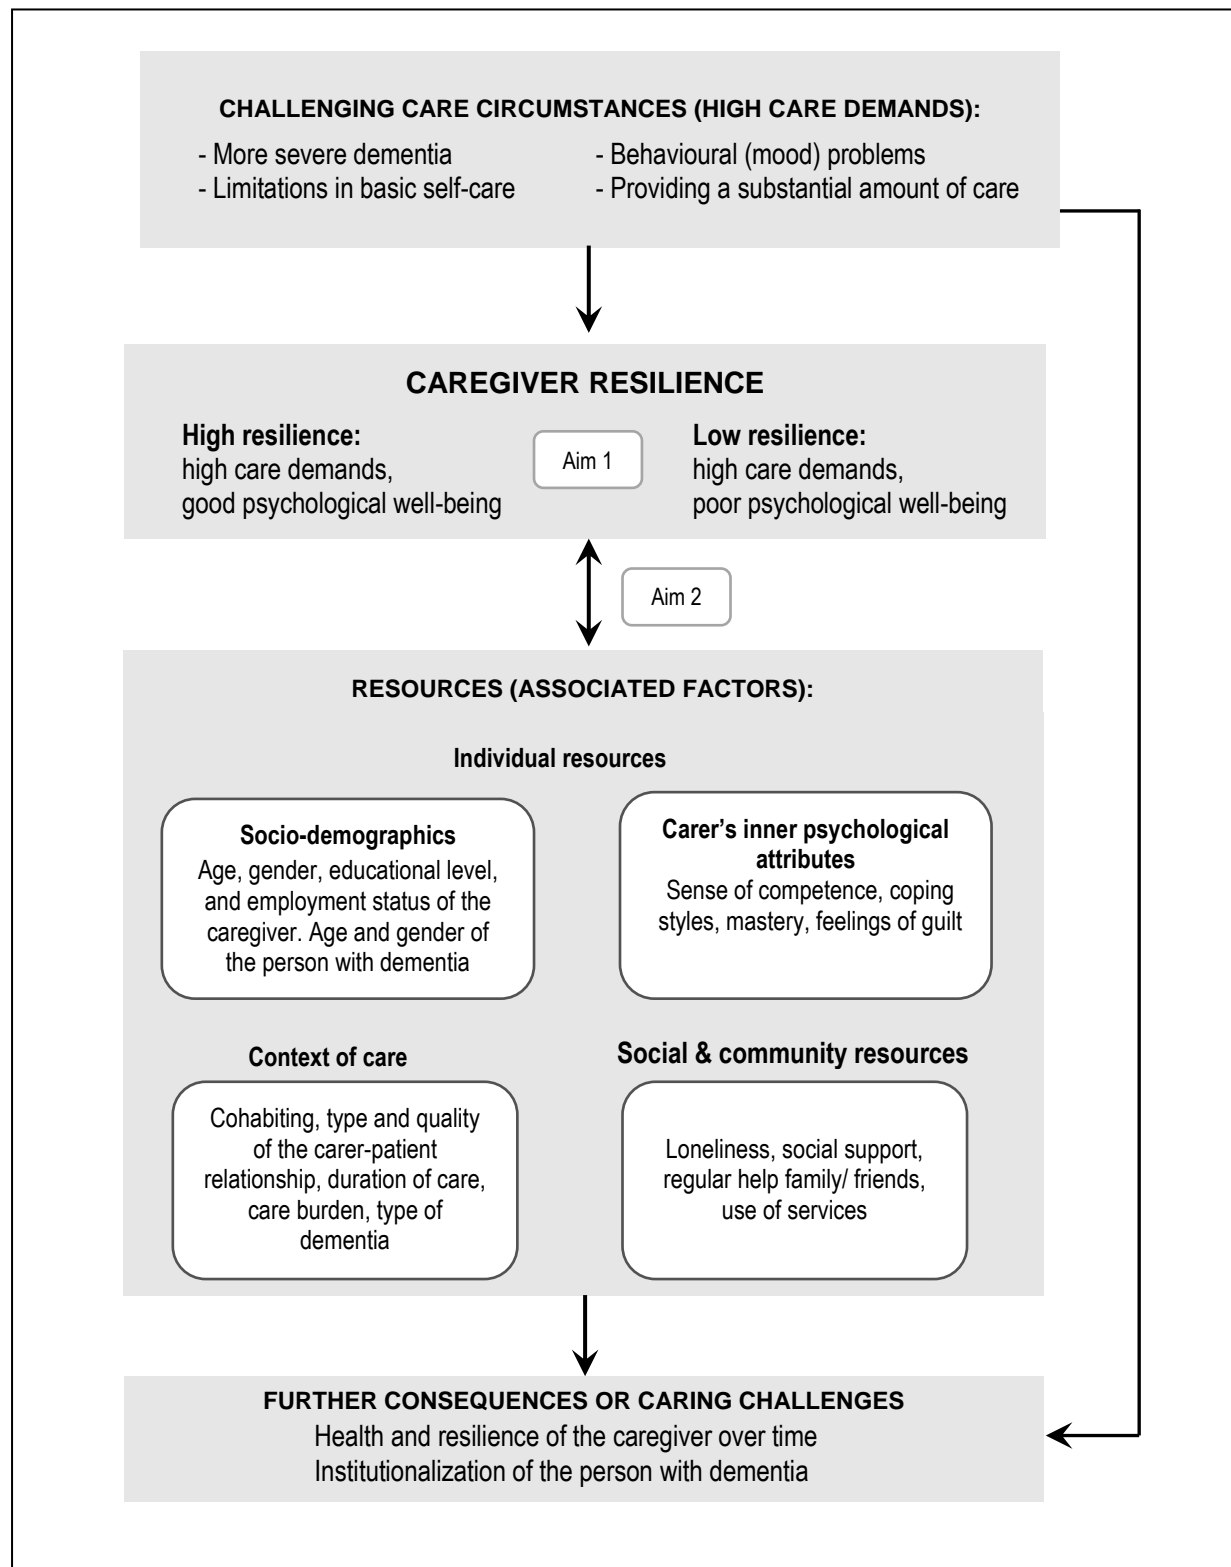 CHALLENGING CARE CIRCUMSTANCES (HIGH CARE DEMANDS):
- More severe dementia
- Limitations in basic self-care
- Behavioural (mood) problems
- Providing a substantial amount of care
CAREGIVER RESILIENCE
High resilience:
high care demands,
good psychological well-being
Aim 1
Low resilience:
high care demands,
poor psychological well-being
Aim 2
RESOURCES (ASSOCIATED FACTORS):
Individual resources
Socio-demographics
Age, gender, educational level,
and employment status of the
caregiver. Age and gender of
the person with dementia
Carer's inner psychological
attributes
Sense of competence, coping
styles, mastery, feelings of guilt
Context of care
Cohabiting, type and quality
of the carer-patient
relationship, duration of care,
care burden, type of
dementia
Social & community resources
Loneliness, social support,
regular help family/ friends,
use of services
FURTHER CONSEQUENCES OR CARING CHALLENGES
Health and resilience of the caregiver over time
Institutionalization of the person with dementia